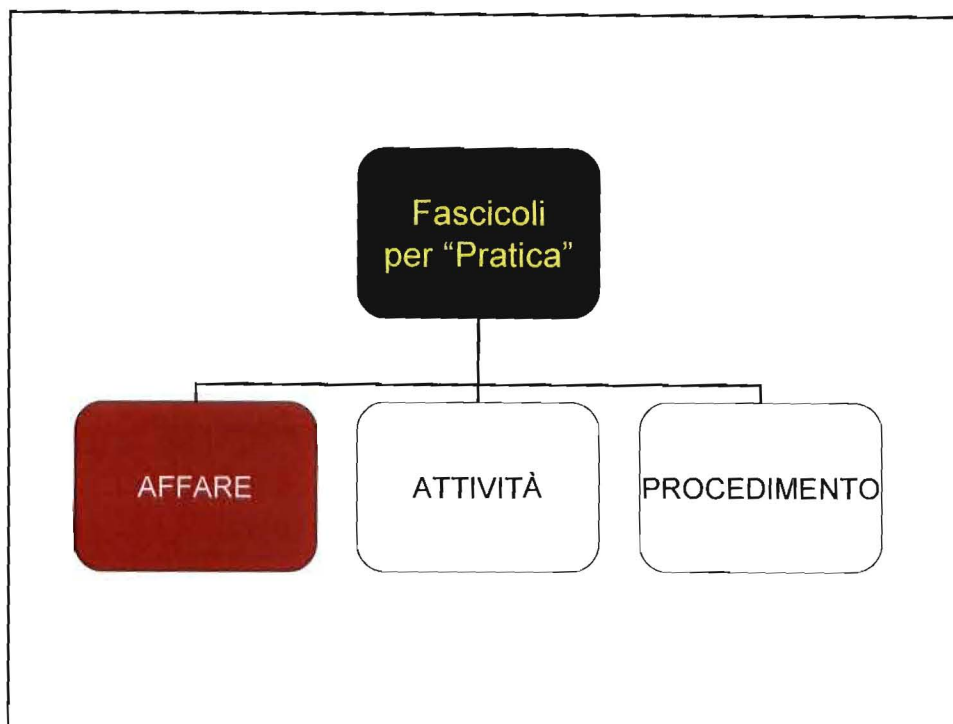 Fascicoli
per “Pratica”
AFFARE
ATTIVITÀ
PROCEDIMENTO